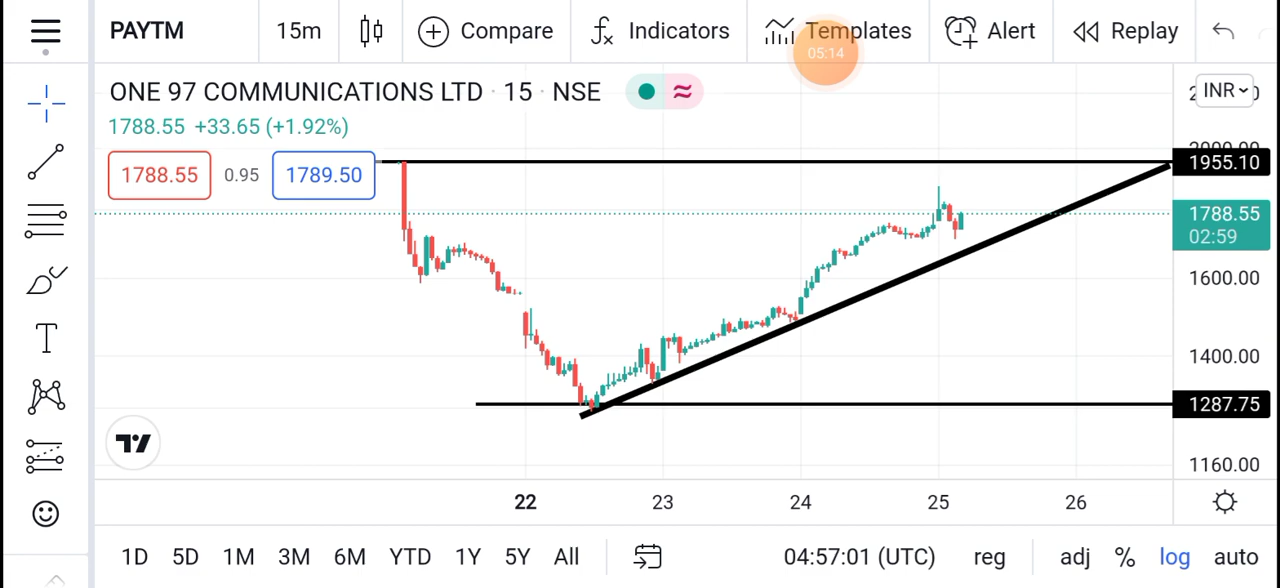 PAYTM 15m Compare Indicators Templates Alert Replay
05:14
ONE 97 COMMUNICATIONS LTD · 15 · NSE
INR
1788.55 +33.65 (+1.92%)
1788.55 0.95 1789.50
1955.10
1788.55
02:59
1600.00
1400.00
1287.75
1160.00
22 23 24 25 26
1D 5D 1M 3M 6M YTD 1Y 5Y All 04:57:01 (UTC) reg adj % log auto